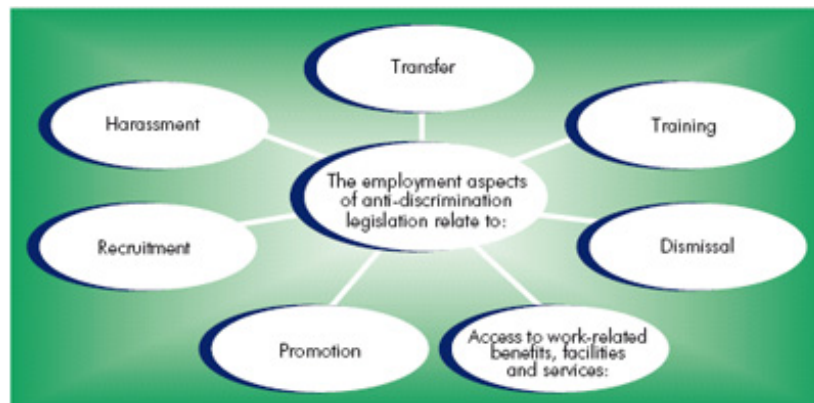 Transfer
Harassment
Training
The employment aspects
of anti-discrimination
legislation relate to:
Recruitment
Dismissal
Promotion
Access to work-related
benefits, facilities
and services: